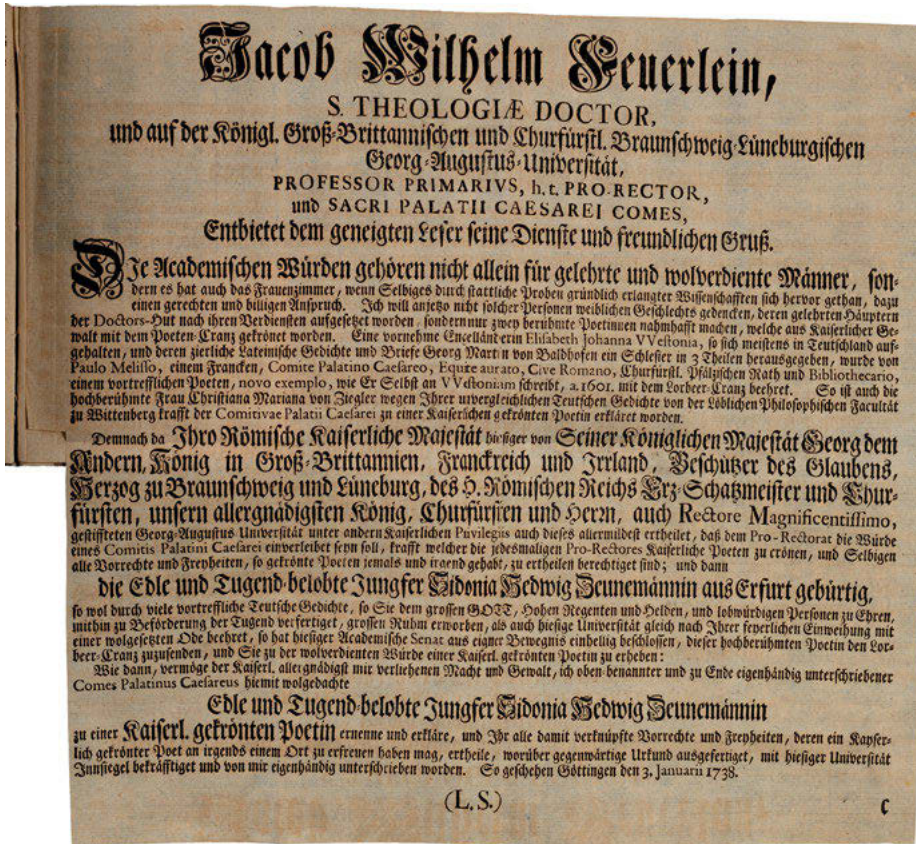 Jacob Wilhelm Feuerlein,
S. THEOLOGIÆ DOCTOR,
und auf der Königl. Groß-Brittannischen und Churfürstl. Braunschweig-Lüneburgischen
Georg-Augustus-Universität,
PROFESSOR PRIMARIVS, h. t. PRO-RECTOR,
und SACRI PALATII CAESAREI COMES,
Entbietet dem geneigten Leser seine Dienste und freundlichen Gruß.
DIe Academischen Würden gehören nicht allein für gelehrte und wolverdiente Männer, son-
dern es hat auch das Frauenzimmer, wenn Selbiges durch stattliche Proben gründlich erlangter Wissenschafften sich hervor gethan, dazu
einen gerechten und billigen Anspruch. Ich will anjetzo nicht solcher Personen weiblichen Geschlechts gedencken, deren gelehrten Häuptern
der Doctors-Hut nach ihren Verdiensten aufgesetzet worden, sondern nur zwey berühmte Poetinnen nahmhafft machen, welche aus Kaiserlicher Ge-
walt mit dem Poeten-Cranz gekrönet worden. Eine vornehme Engelländerin Elisabeth Johanna VVestonia, so sich meistens in Teutschland auf-
gehalten, und deren zierliche Lateinische Gedichte und Briefe Georg Martin von Baldhofen ein Schlesier in 3 Theilen herausgegeben, wurde von
Paulo Melisso, einem Francken, Comite Palatino Caesareo, Equite aurato, Cive Romano, Churfürstl. Pfälzischen Rath und Bibliothecario,
einem vortrefflichen Poeten, novo exemplo, wie Er Selbst an VVestoniam schreibt, a. 1601. mit dem Lorbeer-Cranz beehret. So ist auch die
hochberühmte Frau Christiana Mariana von Ziegler wegen Ihrer unvergleichlichen Teutschen Gedichte von der Löblichen Philosophischen Facultät
zu Wittenberg krafft der Comitivae Palatii Caesarei zu einer Kaiserlichen gekrönten Poetin erkläret worden.
Demnach da Ihro Römische Kaiserliche Majestät hiesiger von Seiner Königlichen Majestät Georg dem
Andern, König in Groß-Brittannien, Franckreich und Irrland, Beschützer des Glaubens,
Herzog zu Braunschweig und Lüneburg, des H. Römischen Reichs Erz-Schatzmeister und Chur-
fürsten, unsern allergnädigsten König, Churfürsten und Herrn, auch Rectore Magnificentissimo,
gestiffteten Georg-Augustus Universität unter andern Kaiserlichen Privilegiis auch dieses allermildest ertheilet, daß dem Pro-Rectorat die Würde
eines Comitis Palatini Caesarei einverleibet seyn soll, krafft welcher die jedesmaligen Pro-Rectores Kaiserliche Poeten zu crönen, und Selbigen
alle Vorrechte und Freyheiten, so gekrönte Poeten jemals und irgend gehabt, zu ertheilen berechtiget sind; und dann
die Edle und Tugend-belobte Jungfer Sidonia Hedwig Zeunemännin aus Erfurt gebürtig,
so wol durch viele vortreffliche Teutsche Gedichte, so Sie dem grossen GOTT, Hohen Regenten und Helden, und lobwürdigen Personen zu Ehren,
mithin zu Beförderung der Tugend verfertiget, grossen Ruhm erworben, als auch hiesige Universität gleich nach Ihrer feyerlichen Einweihung mit
einer wolgesetzten Ode beehret, so hat hiesiger Academische Senat aus eigner Bewegnis einhellig beschlossen, dieser hochberühmten Poetin den Lor-
beer-Cranz zuzusenden, und Sie zu der wolverdienten Würde einer Kaiserl. gekrönten Poetin zu erheben:
Wie dann, vermöge der Kaiserl. allergnädigst mir verliehenen Macht und Gewalt, ich oben-benannter und zu Ende eigenhändig unterschriebener
Comes Palatinus Caesareus hiemit wolgedachte
Edle und Tugend-belobte Jungfer Sidonia Hedwig Zeunemännin
zu einer Kaiserl. gekrönten Poetin ernenne und erkläre, und Ihr alle damit verknüpfte Vorrechte und Freyheiten, deren ein Kayser-
lich gekrönter Poet an irgends einem Ort zu erfreuen haben mag, ertheile, worüber gegenwärtige Urkund ausgefertiget, mit hiesiger Universität
Innsiegel bekräfftiget und von mir eigenhändig unterschrieben worden. So geschehen Göttingen den 3. Januarii 1738.
(L. S.)
C